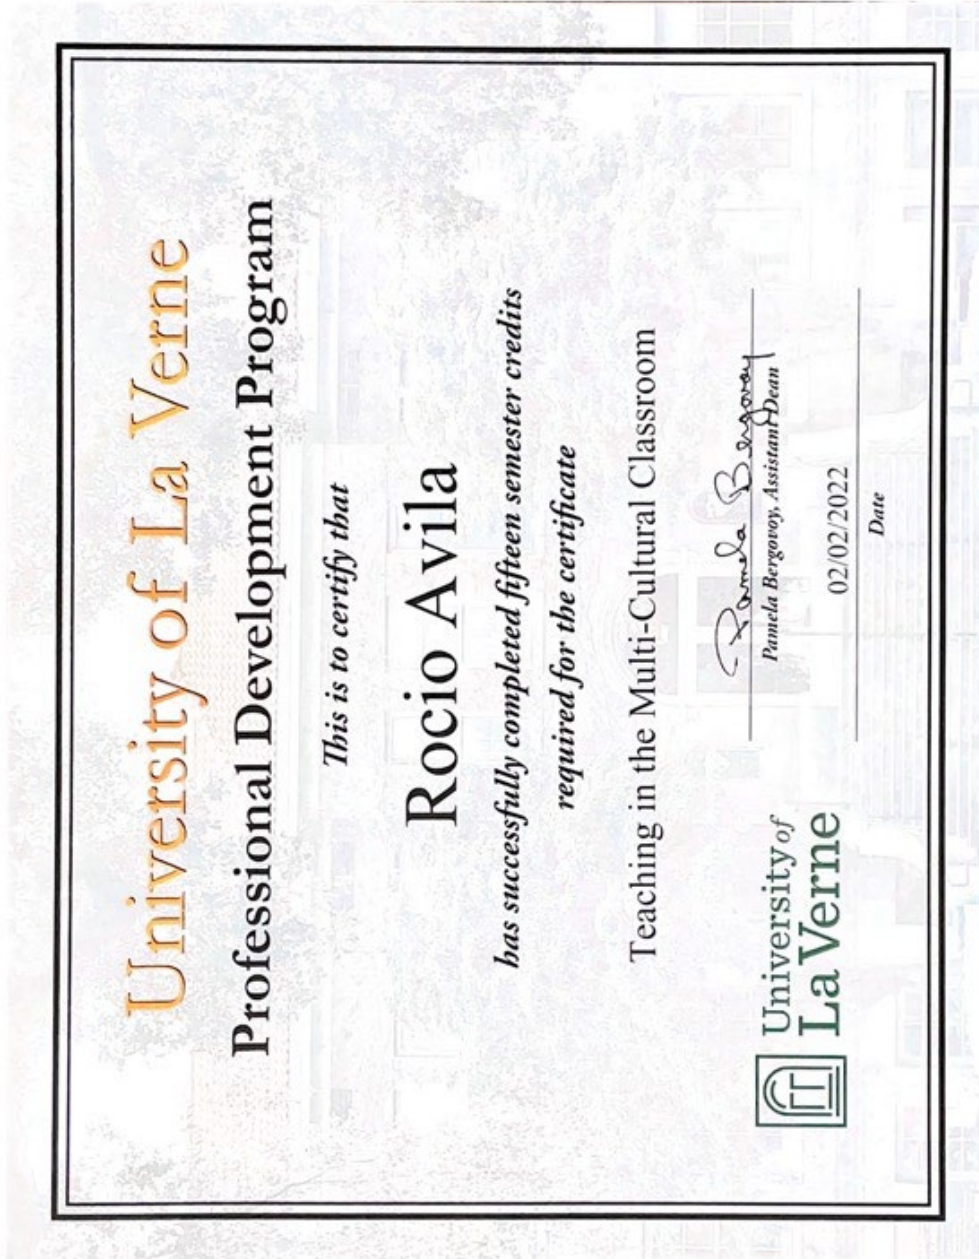 University of La Verne
Professional Development Program
This is to certify that
Rocio Avila
has successfully completed fifteen semester credits
required for the certificate
Teaching in the Multi-Cultural Classroom
Pamela Bergovoy
Pamela Bergovoy, Assistant Dean
University of
La Verne
02/02/2022
Date